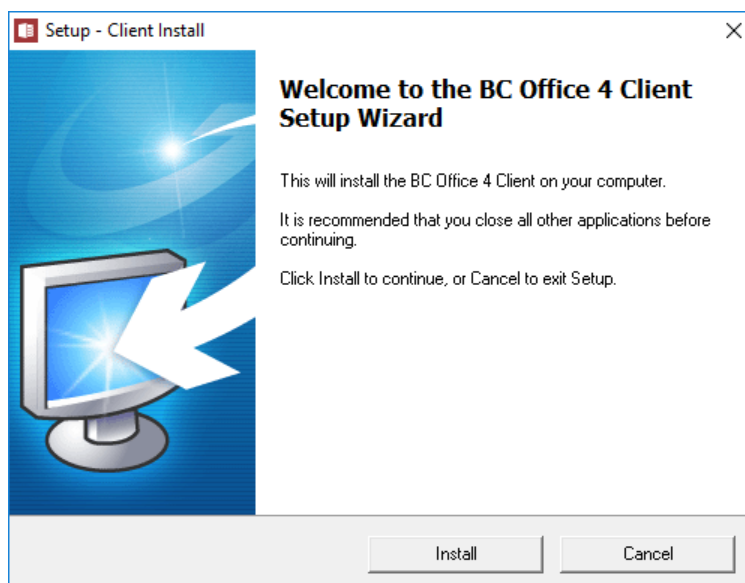 Setup - Client Install
Welcome to the BC Office 4 Client
Setup Wizard
This will install the BC Office 4 Client on your computer.
It is recommended that you close all other applications before
continuing.
Click Install to continue, or Cancel to exit Setup.
Install
Cancel